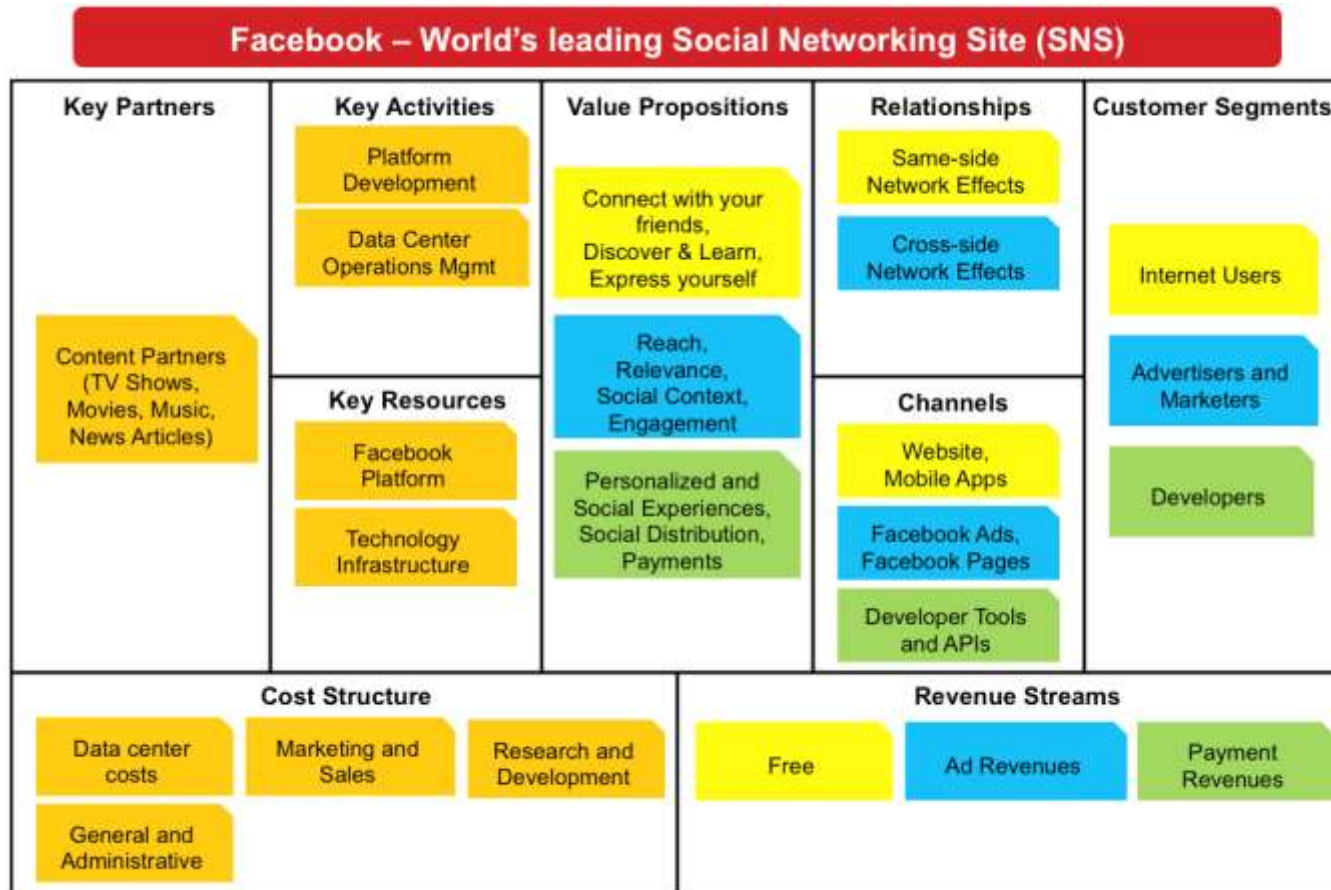 Facebook – World's leading Social Networking Site (SNS)
Key Partners
Content Partners
(TV Shows,
Movies, Music,
News Articles)
Key Activities
Platform
Development
Data Center
Operations Mgmt
Key Resources
Facebook
Platform
Technology
Infrastructure
Value Propositions
Connect with your
friends,
Discover & Learn,
Express yourself
Reach,
Relevance,
Social Context,
Engagement
Personalized and
Social Experiences,
Social Distribution,
Payments
Relationships
Same-side
Network Effects
Cross-side
Network Effects
Channels
Website,
Mobile Apps
Facebook Ads,
Facebook Pages
Developer Tools
and APIs
Customer Segments
Internet Users
Advertisers and
Marketers
Developers
Cost Structure
Data center
costs
Marketing and
Sales
Research and
Development
General and
Administrative
Revenue Streams
Free
Ad Revenues
Payment
Revenues